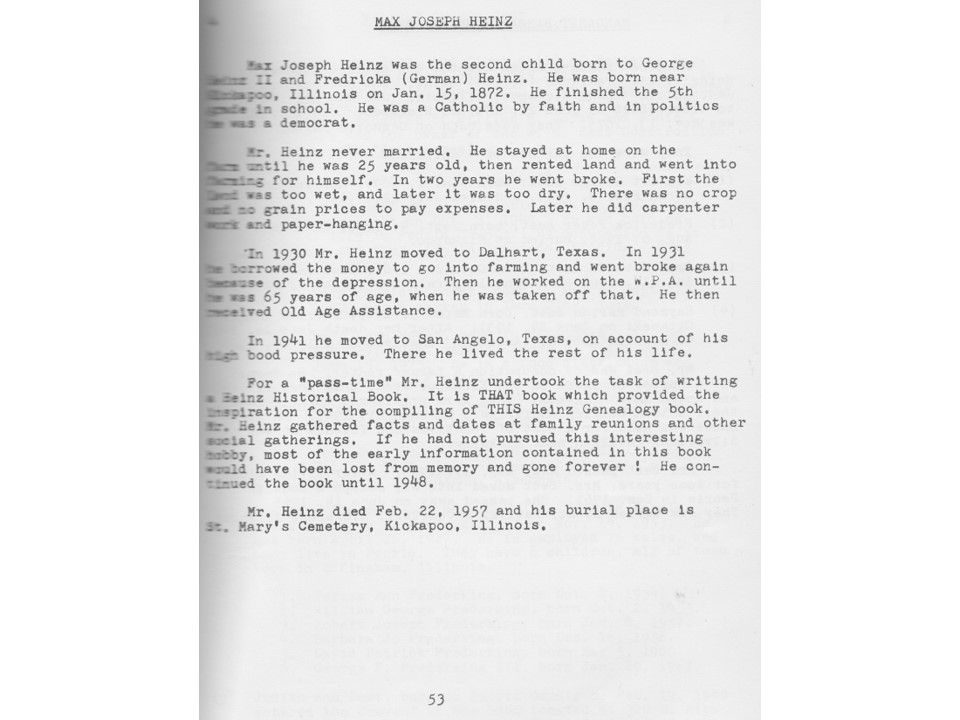 MAX JOSEPH HEINZ
Max Joseph Heinz was the second child born to George
Heinz II and Fredricka (German) Heinz. He was born near
Kickapoo, Illinois on Jan. 15, 1872. He finished the 5th
grade in school. He was a Catholic by faith and in politics
he was a democrat.
Mr. Heinz never married. He stayed at home on the
farm until he was 25 years old, then rented land and went into
farming for himself. In two years he went broke. First the
land was too wet, and later it was too dry. There was no crop
and no grain prices to pay expenses. Later he did carpenter
work and paper-hanging.
In 1930 Mr. Heinz moved to Dalhart, Texas. In 1931
he borrowed the money to go into farming and went broke again
because of the depression. Then he worked on the W.P.A. until
he was 65 years of age, when he was taken off that. He then
received Old Age Assistance.
In 1941 he moved to San Angelo, Texas, on account of his
high bood pressure. There he lived the rest of his life.
For a "pass-time" Mr. Heinz undertook the task of writing
a Heinz Historical Book. It is THAT book which provided the
inspiration for the compiling of THIS Heinz Genealogy book.
Mr. Heinz gathered facts and dates at family reunions and other
social gatherings. If he had not pursued this interesting
hobby, most of the early information contained in this book
would have been lost from memory and gone forever ! He con-
tinued the book until 1948.
Mr. Heinz died Feb. 22, 1957 and his burial place is
St. Mary's Cemetery, Kickapoo, Illinois.
53